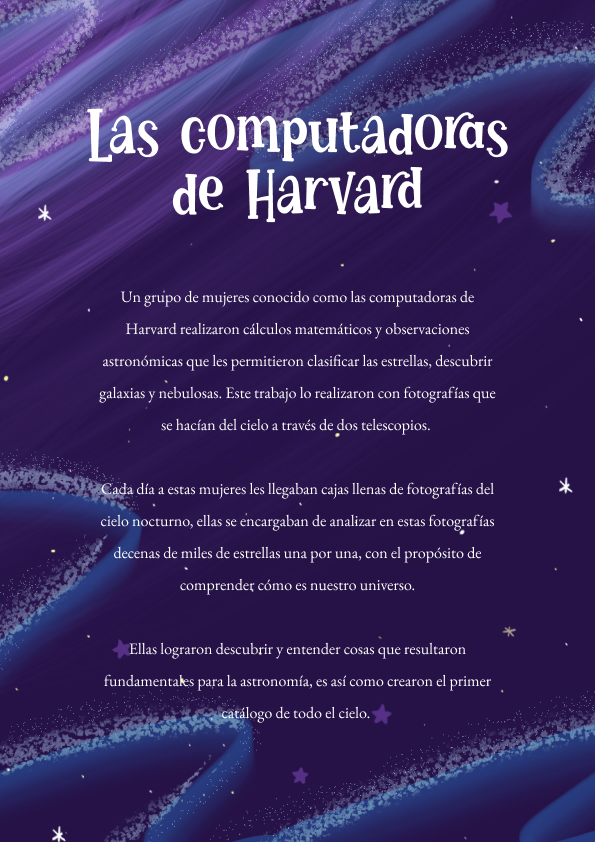 Las computadoras
de Harvard
Un grupo de mujeres conocido como las computadoras de
Harvard realizaron cálculos matemáticos y observaciones
astronómicas que les permitieron clasificar las estrellas, descubrir
galaxias y nebulosas. Este trabajo lo realizaron con fotografías que
se hacían del cielo a través de dos telescopios.
Cada día a estas mujeres les llegaban cajas llenas de fotografías del
cielo nocturno, ellas se encargaban de analizar en estas fotografías
decenas de miles de estrellas una por una, con el propósito de
comprender cómo es nuestro universo.
Ellas lograron descubrir y entender cosas que resultaron
fundamentales para la astronomía, es así como crearon el primer
catálogo de todo el cielo.